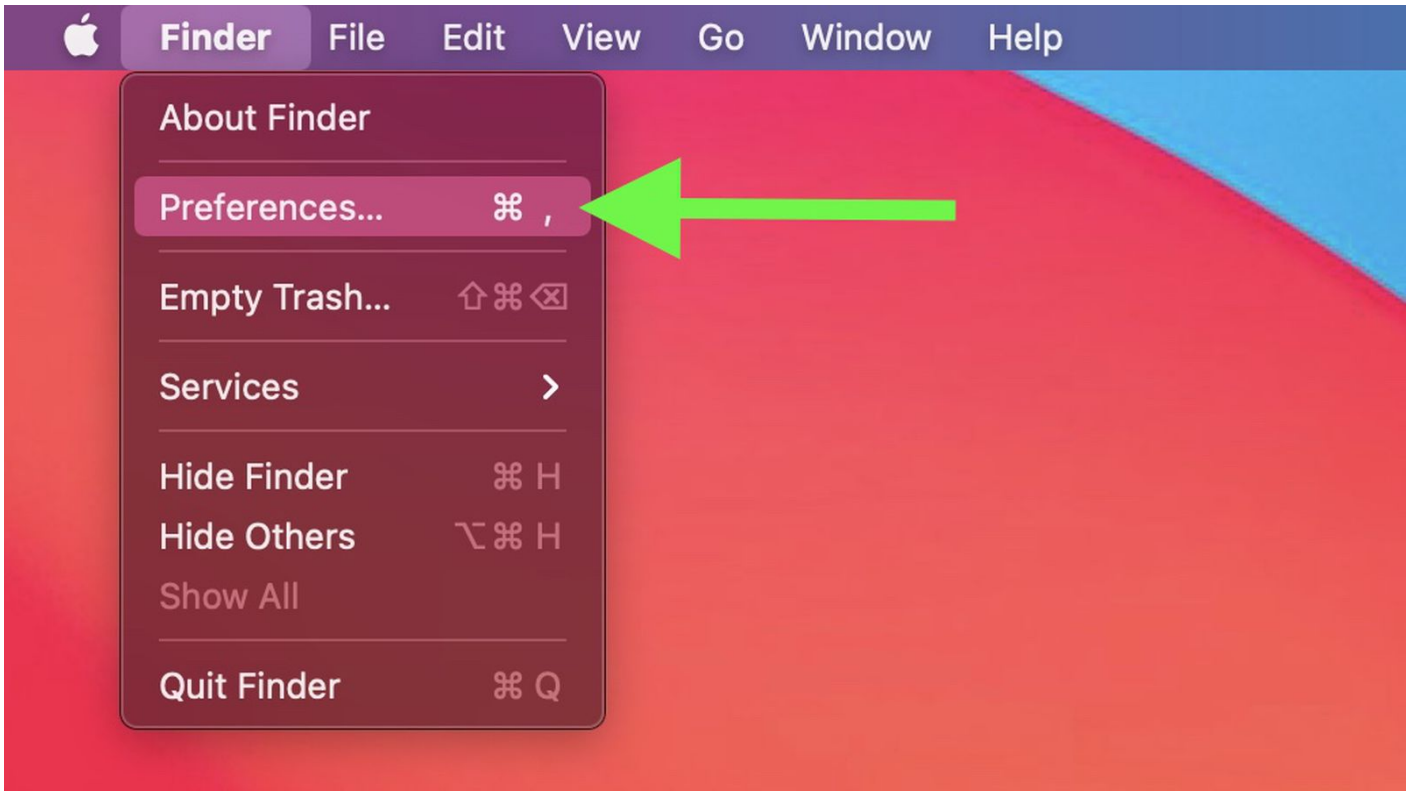 Finder File Edit View Go Window Help
About Finder
Preferences... ⌘ ,
Empty Trash... ⇧⌘⌫
Services
Hide Finder ⌘ H
Hide Others ⌥⌘ H
Show All
Quit Finder ⌘ Q